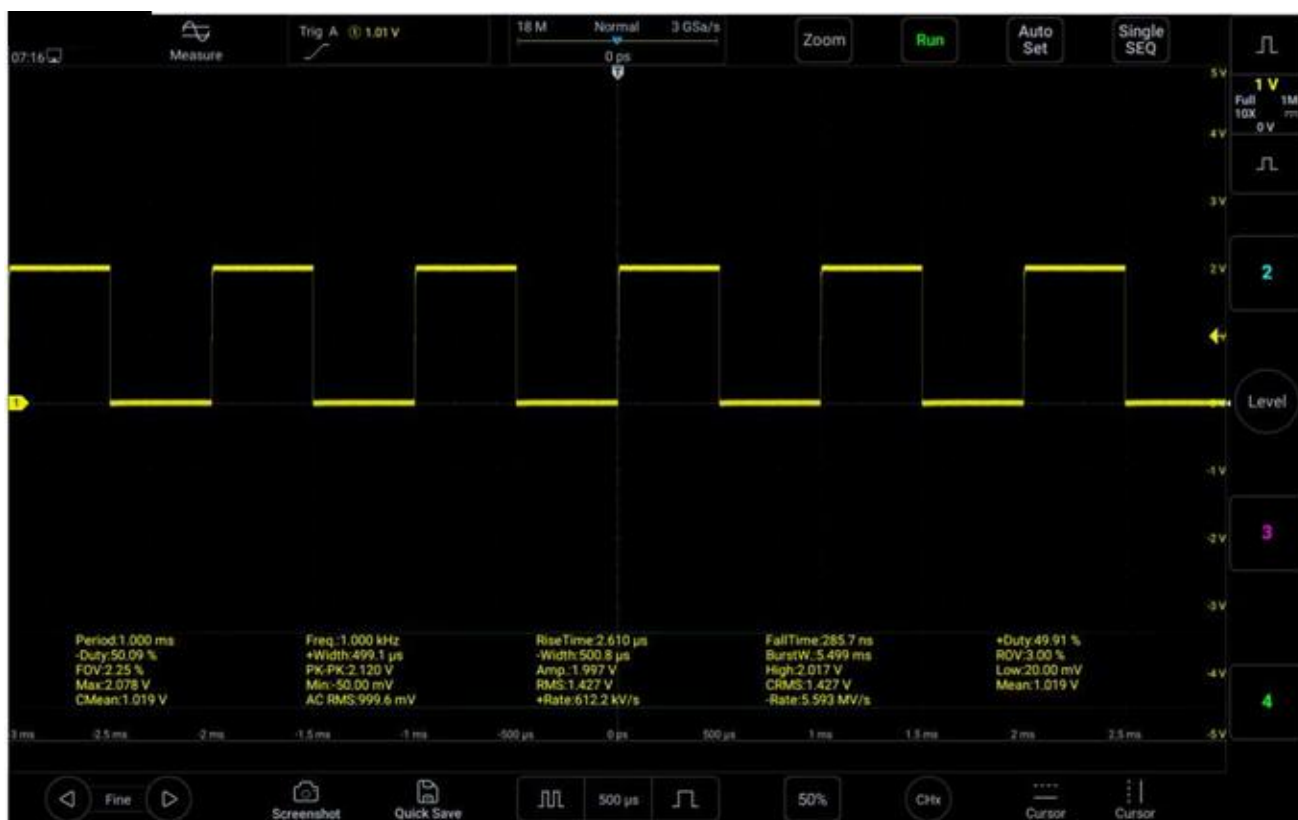 Trig A ① 1.01 V
18 M Normal 3 GSa/s
Zoom
Run
Auto
Set
Single
SEQ
07:16
Measure
0 ps
T
5 V
4 V
3 V
2 V
-1 V
-2 V
-3 V
-4 V
-5 V
1 V
Full 1M
10X
0 V
2
1
Level
3
4
Period:1.000 ms Freq.:1.000 kHz RiseTime:2.610 µs FallTime:285.7 ns +Duty:49.91 %
-Duty:50.09 % +Width:499.1 µs -Width:500.8 µs BurstW.:5.499 ms ROV:3.00 %
FOV:2.25 % PK-PK:2.120 V Amp.:1.997 V High:2.017 V Low:20.00 mV
Max:2.078 V Min:-50.00 mV RMS:1.427 V CRMS:1.427 V Mean:1.019 V
CMean:1.019 V AC RMS:999.6 mV +Rate:612.2 kV/s -Rate:5.593 MV/s
-3 ms -2.5 ms -2 ms -1.5 ms -1 ms -500 µs 0 ps 500 µs 1 ms 1.5 ms 2 ms 2.5 ms
Fine
Screenshot
Quick Save
500 µs
50%
CHx
Cursor
Cursor